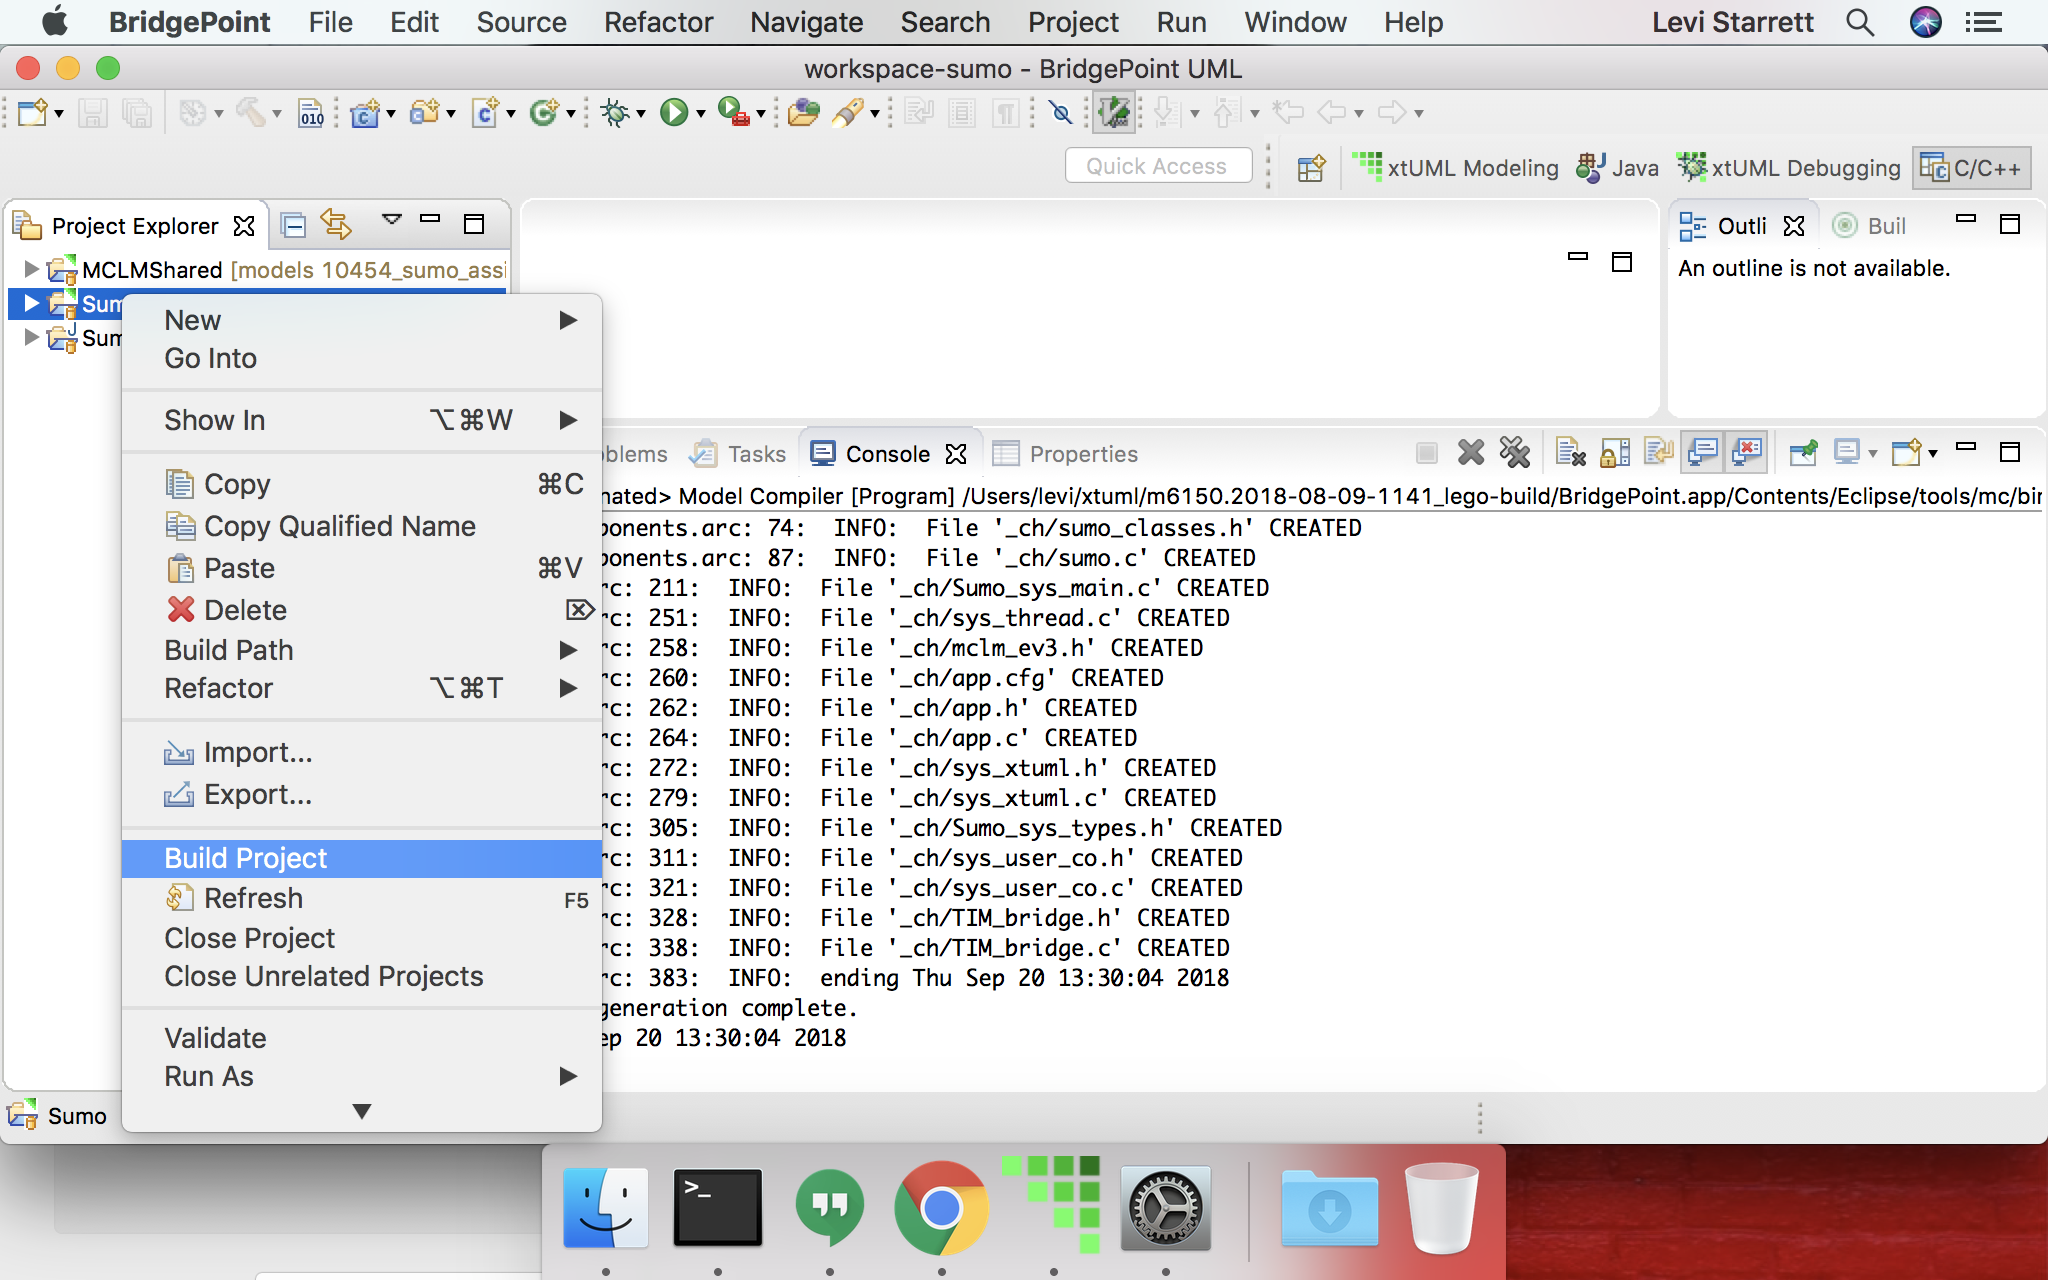 BridgePoint File Edit Source Refactor Navigate Search Project Run Window Help Levi Starrett
workspace-sumo - BridgePoint UML
010
Quick Access
xtUML Modeling
Java
xtUML Debugging
C/C++
Project Explorer
MCLMShared [models 10454_sumo_assi
Sum
Sum
Outli
Buil
An outline is not available.
New
Go Into
Show In ⌥⌘W
Copy ⌘C
Copy Qualified Name
Paste ⌘V
Delete ⌦
Build Path
Refactor ⌥⌘T
Import...
Export...
Build Project
Refresh F5
Close Project
Close Unrelated Projects
Validate
Run As
blems
Tasks
Console
Properties
nated> Model Compiler [Program] /Users/levi/xtuml/m6150.2018-08-09-1141_lego-build/BridgePoint.app/Contents/Eclipse/tools/mc/bin
ponents.arc: 74: INFO: File '_ch/sumo_classes.h' CREATED
ponents.arc: 87: INFO: File '_ch/sumo.c' CREATED
rc: 211: INFO: File '_ch/Sumo_sys_main.c' CREATED
rc: 251: INFO: File '_ch/sys_thread.c' CREATED
rc: 258: INFO: File '_ch/mclm_ev3.h' CREATED
rc: 260: INFO: File '_ch/app.cfg' CREATED
rc: 262: INFO: File '_ch/app.h' CREATED
rc: 264: INFO: File '_ch/app.c' CREATED
rc: 272: INFO: File '_ch/sys_xtuml.h' CREATED
rc: 279: INFO: File '_ch/sys_xtuml.c' CREATED
rc: 305: INFO: File '_ch/Sumo_sys_types.h' CREATED
rc: 311: INFO: File '_ch/sys_user_co.h' CREATED
rc: 321: INFO: File '_ch/sys_user_co.c' CREATED
rc: 328: INFO: File '_ch/TIM_bridge.h' CREATED
rc: 338: INFO: File '_ch/TIM_bridge.c' CREATED
rc: 383: INFO: ending Thu Sep 20 13:30:04 2018
generation complete.
ep 20 13:30:04 2018
Sumo